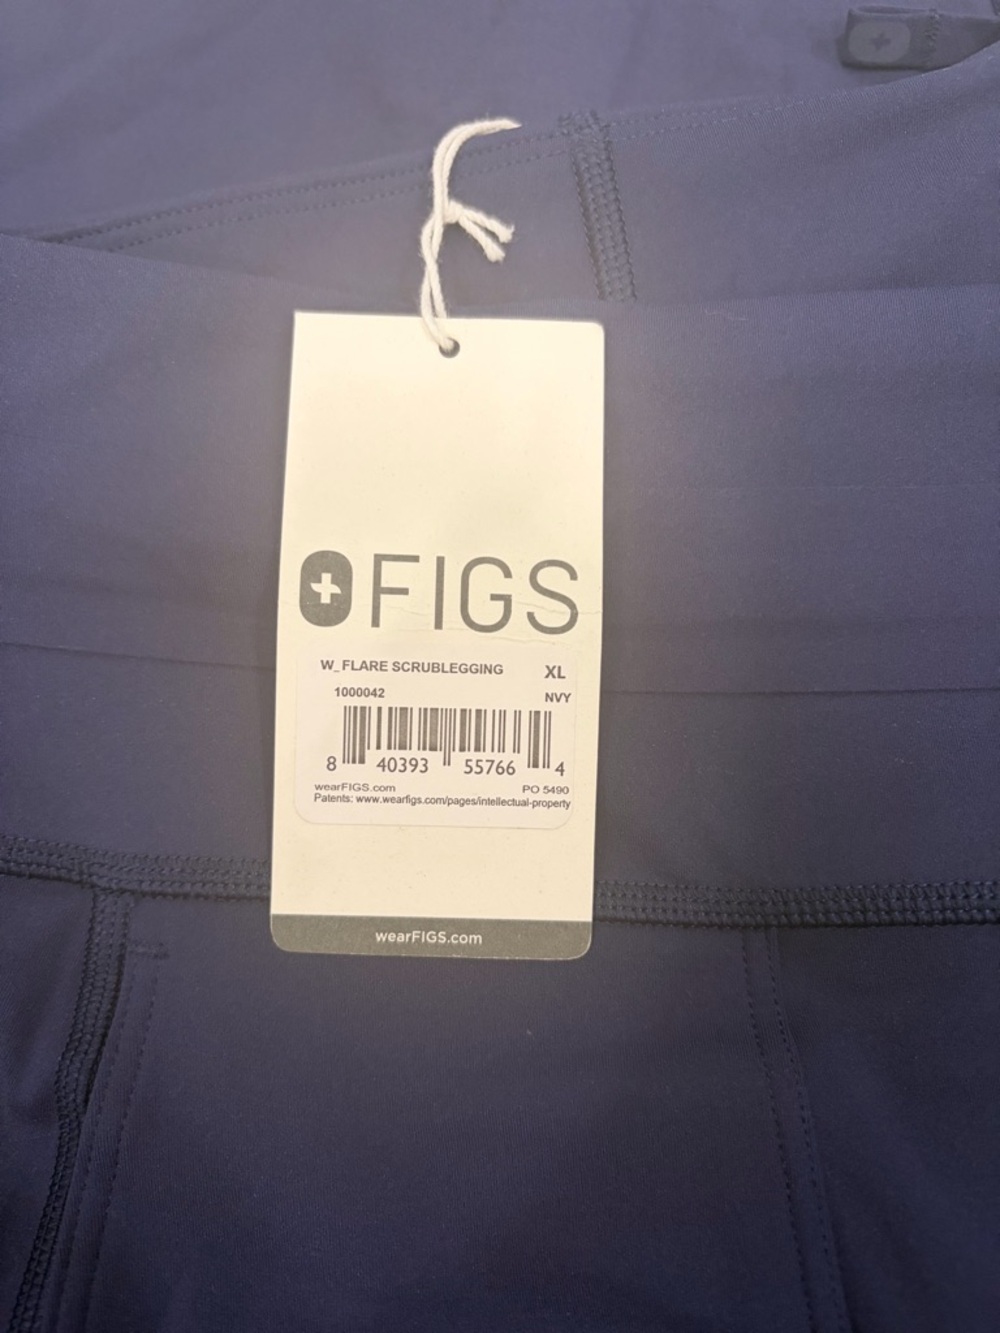 FIGS
W_FLARE SCRUBLEGGING XL
1000042 NVY
8 40393 55766 4
wearFIGS.com PO 5490
Patents: www.wearfigs.com/pages/intellectual-property
wearFIGS.com